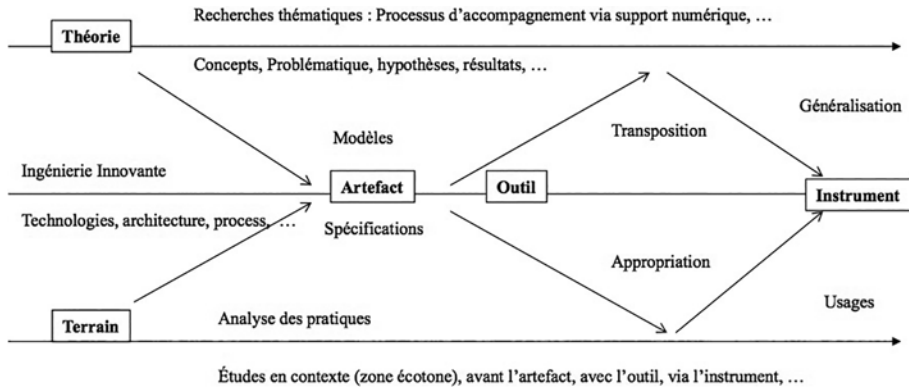 Recherches thématiques : Processus d’accompagnement via support numérique, …
Théorie
Concepts, Problématique, hypothèses, résultats, …
Généralisation
Transposition
Modèles
Ingénierie Innovante
Artefact
Outil
Instrument
Technologies, architecture, process, …
Spécifications
Appropriation
Usages
Terrain
Analyse des pratiques
Études en contexte (zone écotone), avant l’artefact, avec l’outil, via l’instrument, …